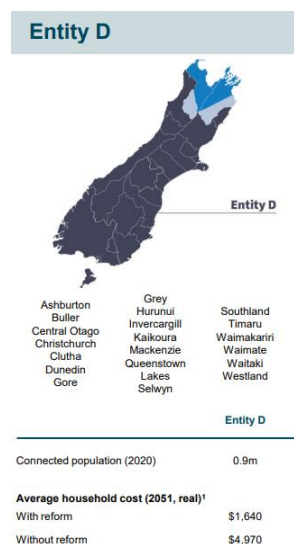 Entity D
Entity D
Ashburton
Buller
Central Otago
Christchurch
Clutha
Dunedin
Gore
Grey
Hurunui
Invercargill
Kaikoura
Mackenzie
Queenstown
Lakes
Selwyn
Southland
Timaru
Waimakariri
Waimate
Waitaki
Westland
Entity D
Connected population (2020) 0.9m
Average household cost (2051, real)¹
With reform $1,640
Without reform $4,970